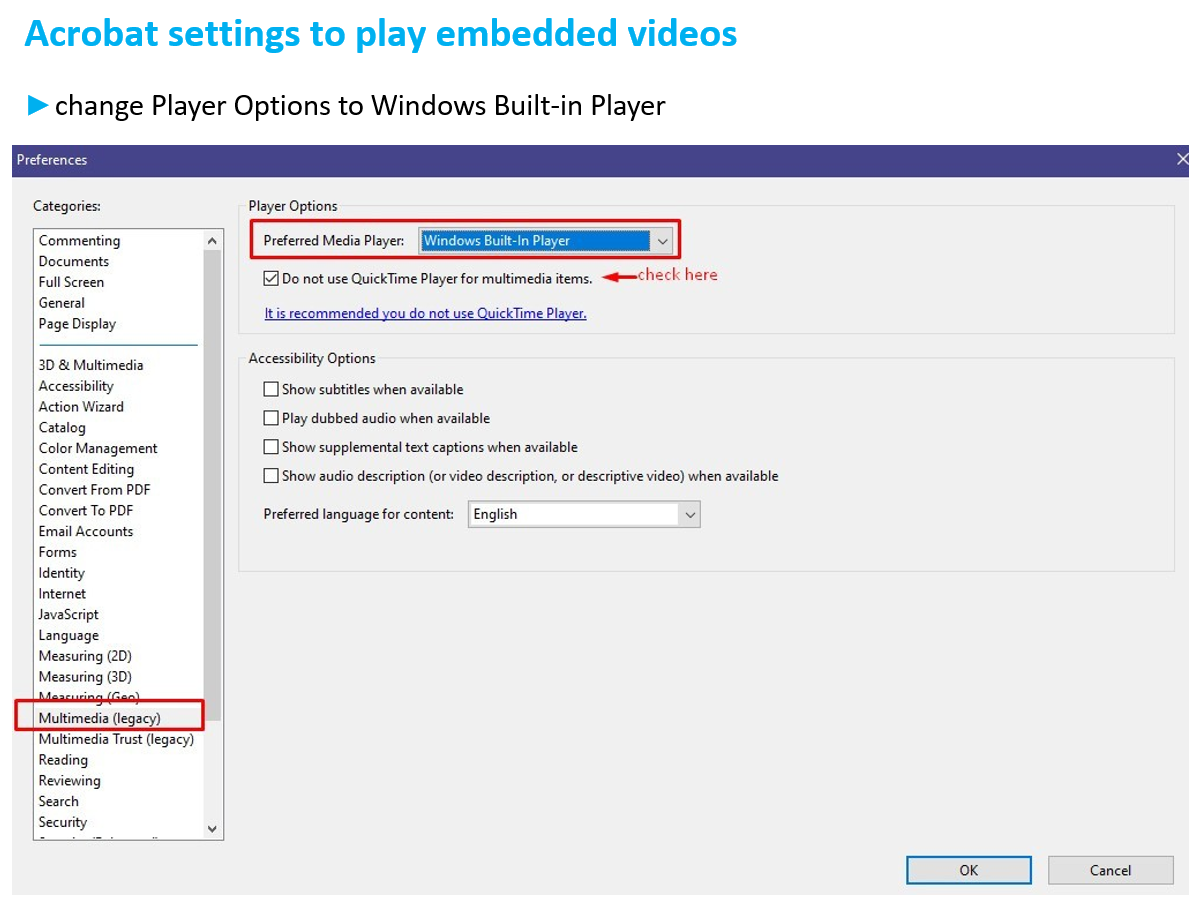 Acrobat settings to play embedded videos
►change Player Options to Windows Built-in Player
Preferences
Categories:
Commenting
Documents
Full Screen
General
Page Display
3D & Multimedia
Accessibility
Action Wizard
Catalog
Color Management
Content Editing
Convert From PDF
Convert To PDF
Email Accounts
Forms
Identity
Internet
JavaScript
Language
Measuring (2D)
Measuring (3D)
Measuring (Geo)
Multimedia (legacy)
Multimedia Trust (legacy)
Reading
Reviewing
Search
Security
Player Options
Preferred Media Player: Windows Built-In Player
Do not use QuickTime Player for multimedia items. check here
It is recommended you do not use QuickTime Player.
Accessibility Options
Show subtitles when available
Play dubbed audio when available
Show supplemental text captions when available
Show audio description (or video description, or descriptive video) when available
Preferred language for content: English
OK Cancel